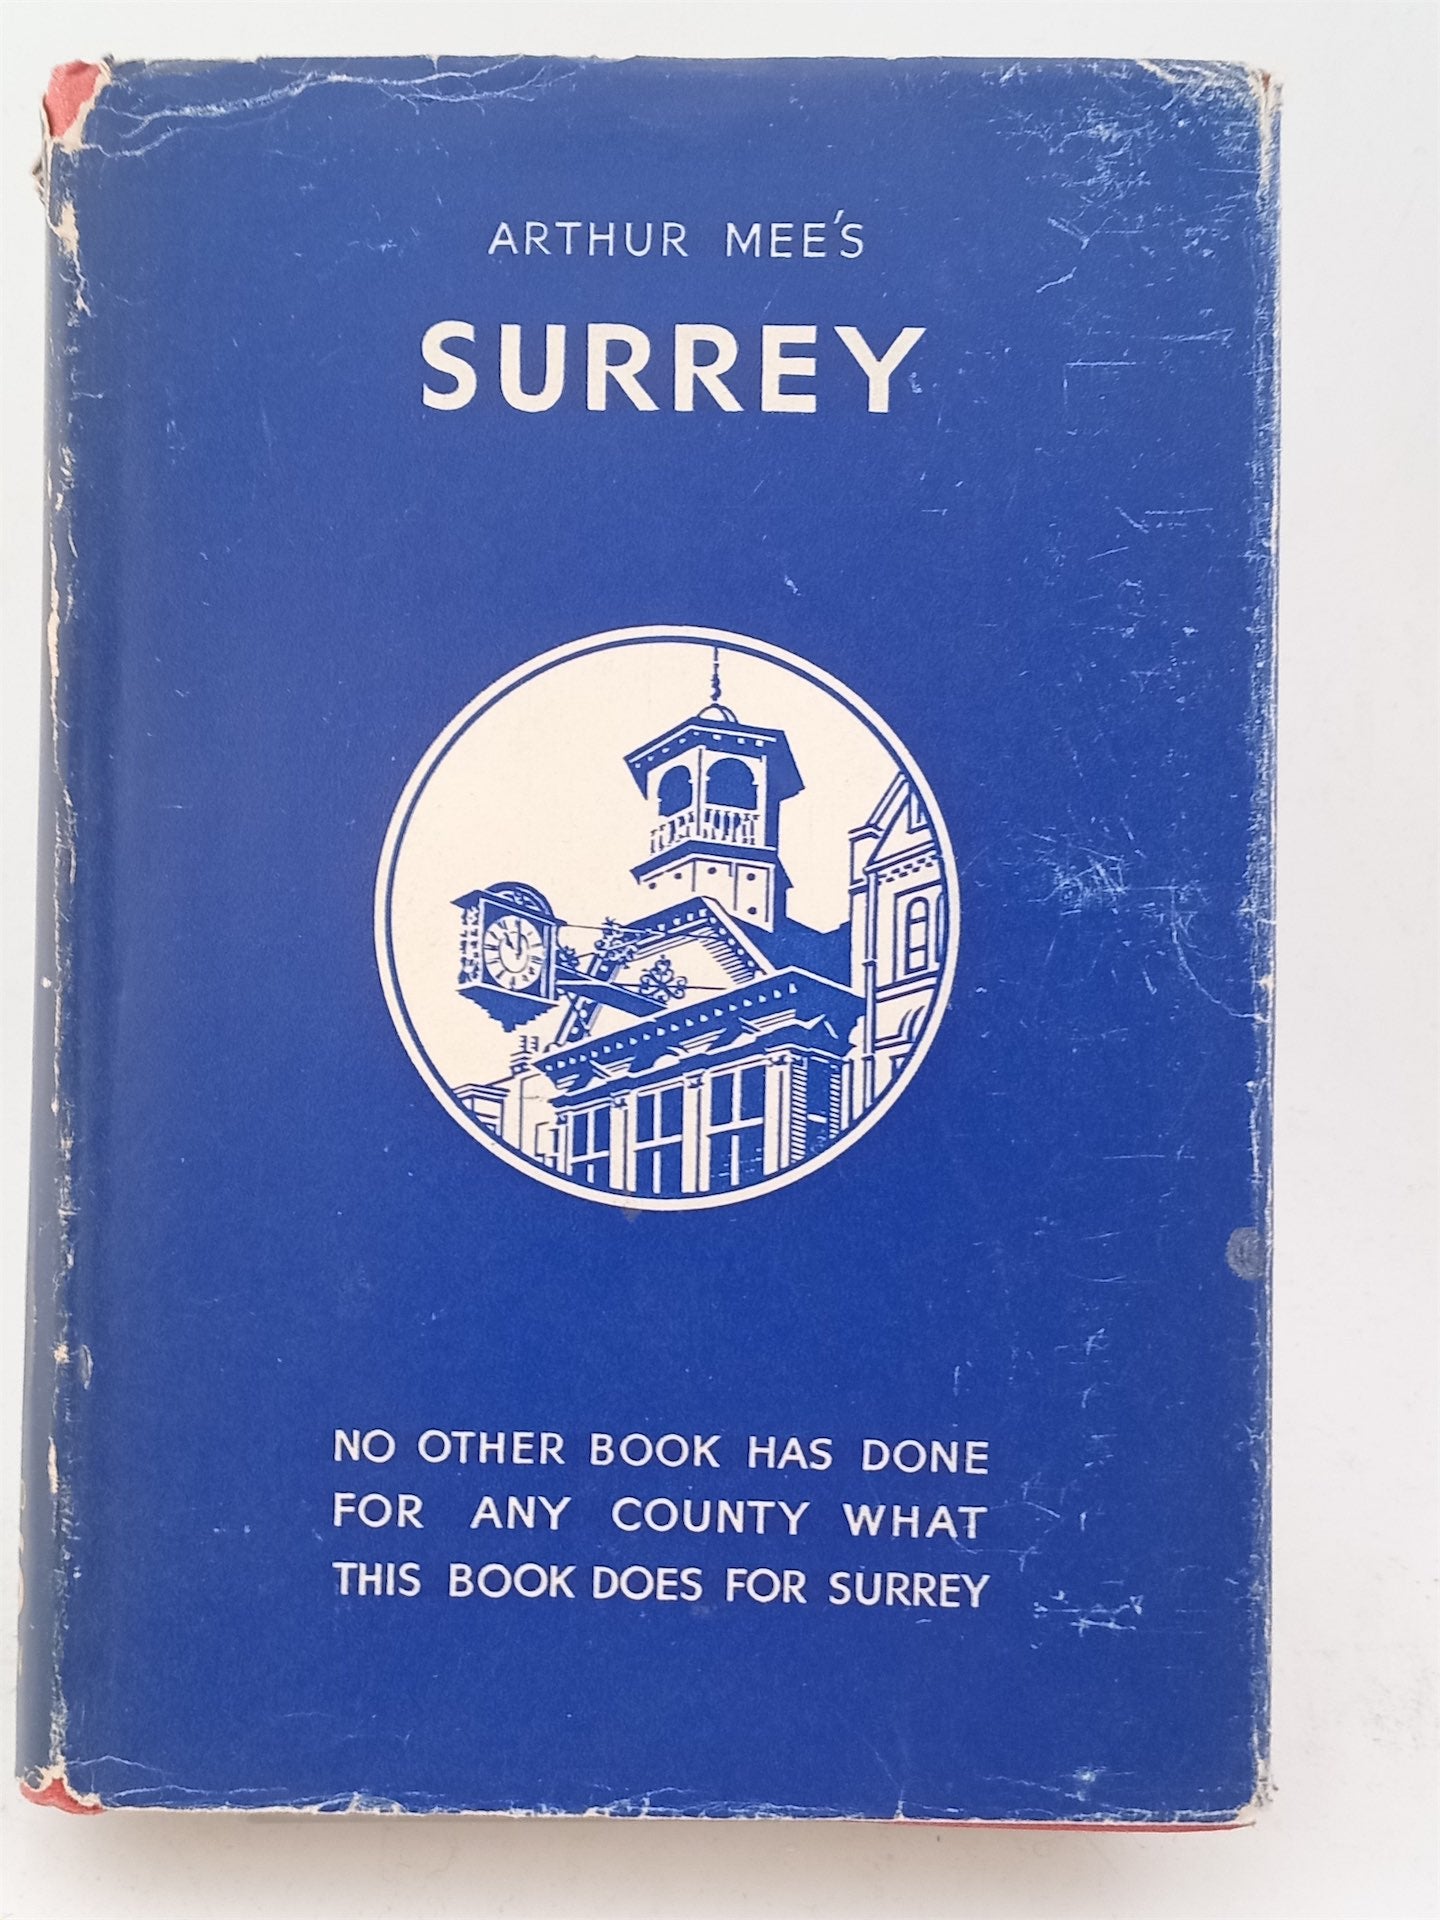 ARTHUR MEE'S
SURREY
NO OTHER BOOK HAS DONE
FOR ANY COUNTY WHAT
THIS BOOK DOES FOR SURREY